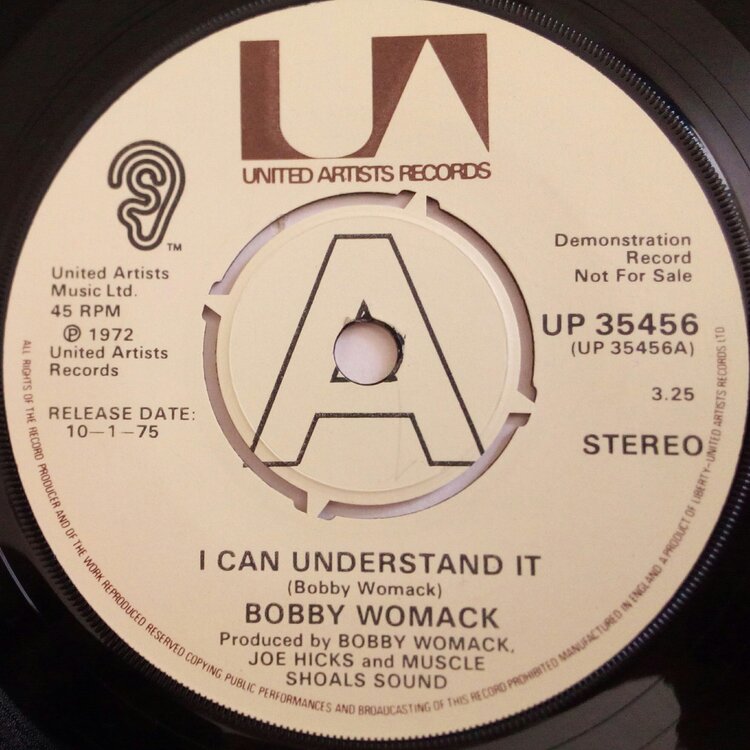 UA
UNITED ARTISTS RECORDS
S
TM
United Artists
Music Ltd.
45 RPM
℗ 1972
United Artists
Records
RELEASE DATE:
10-1-75
A
Demonstration
Record
Not For Sale
UP 35456
(UP 35456A)
3.25
STEREO
I CAN UNDERSTAND IT
(Bobby Womack)
BOBBY WOMACK
Produced by BOBBY WOMACK,
JOE HICKS and MUSCLE
SHOALS SOUND
ALL RIGHTS OF THE RECORD PRODUCER AND OF THE WORK REPRODUCED RESERVED COPYING PUBLIC PERFORMANCES AND BROADCASTING OF THIS RECORD PROHIBITED MANUFACTURED IN ENGLAND A PRODUCT OF LIBERTY-UNITED ARTISTS RECORDS LTD